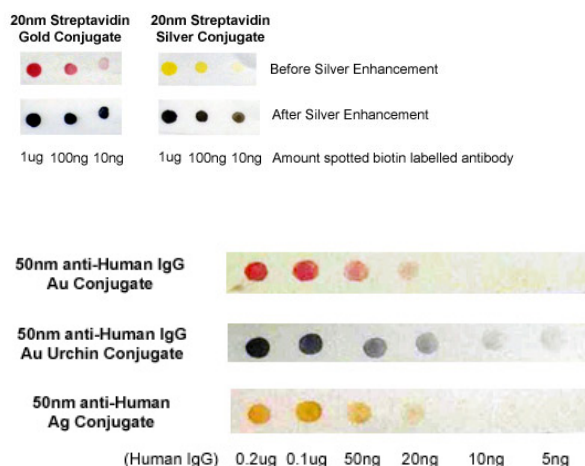 20nm Streptavidin
Gold Conjugate
20nm Streptavidin
Silver Conjugate
Before Silver Enhancement
After Silver Enhancement
1ug 100ng 10ng
1ug 100ng 10ng
Amount spotted biotin labelled antibody
50nm anti-Human IgG
Au Conjugate
50nm anti-Human IgG
Au Urchin Conjugate
50nm anti-Human
Ag Conjugate
(Human IgG) 0.2ug 0.1ug 50ng 20ng 10ng 5ng